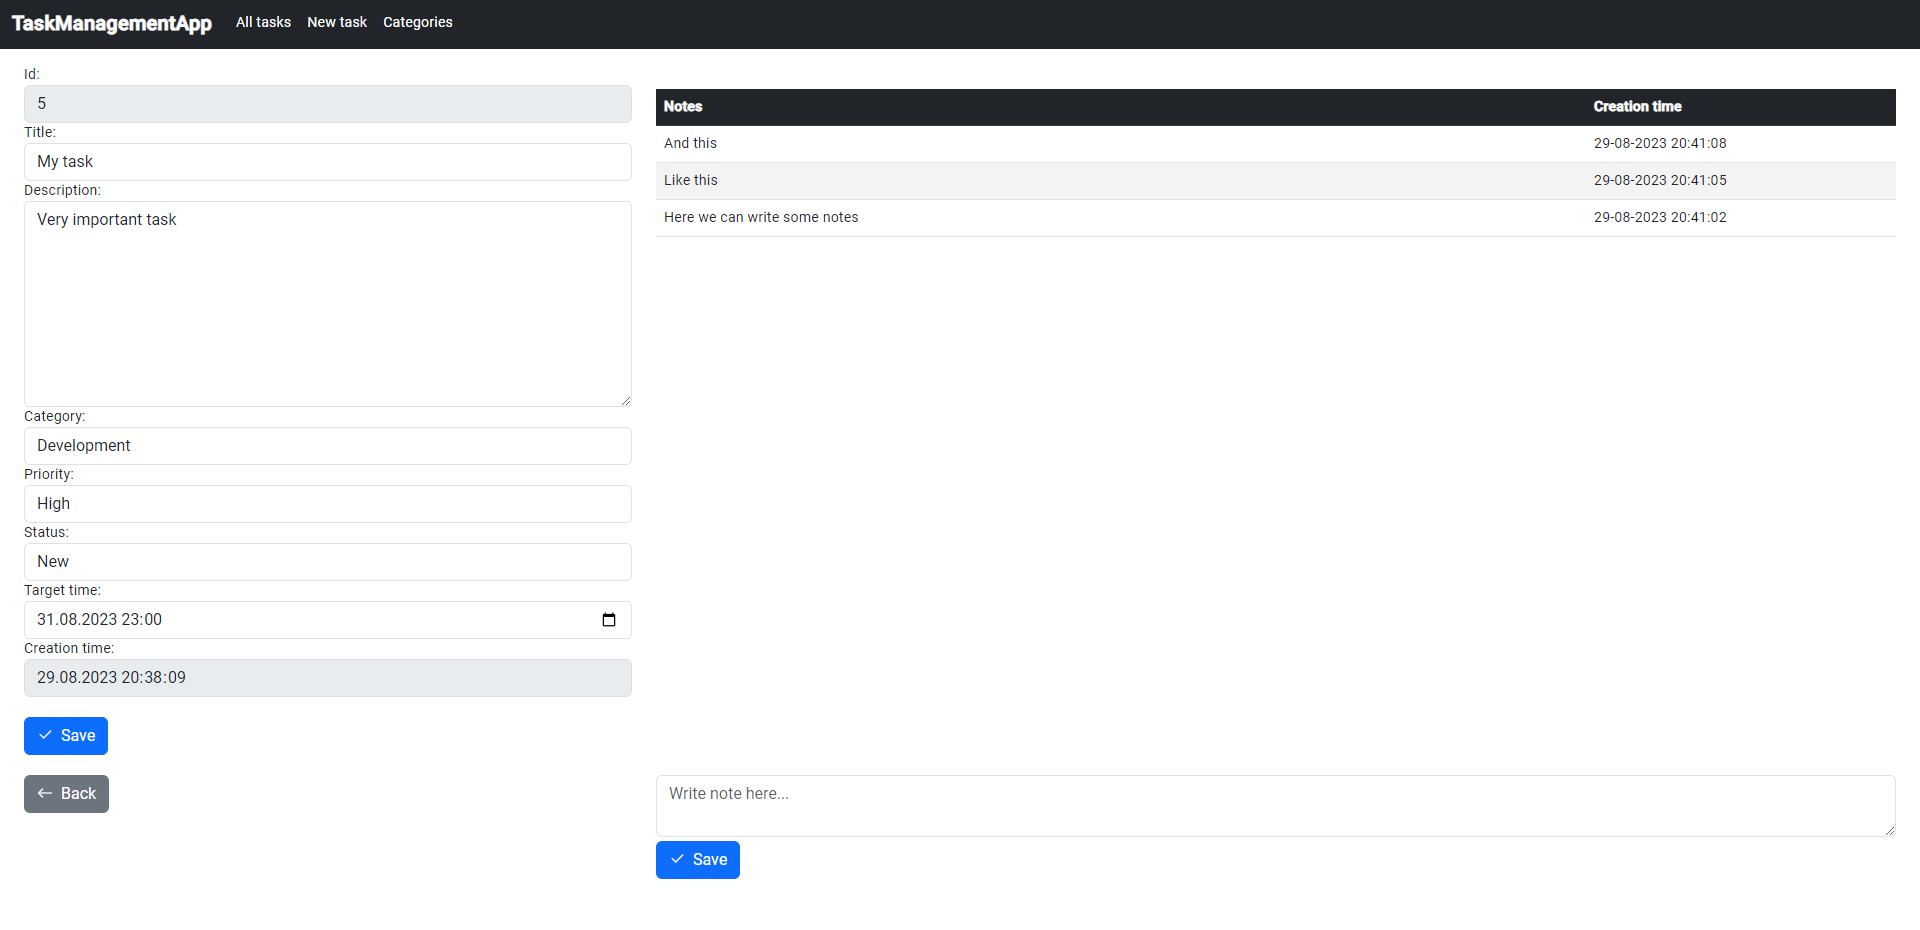 TaskManagementApp All tasks New task Categories
Id:
5
Title:
My task
Description:
Very important task
Category:
Development
Priority:
High
Status:
New
Target time:
31.08.2023 23:00
Creation time:
29.08.2023 20:38:09
Save
Back
Notes Creation time
And this 29-08-2023 20:41:08
Like this 29-08-2023 20:41:05
Here we can write some notes 29-08-2023 20:41:02
Write note here...
Save